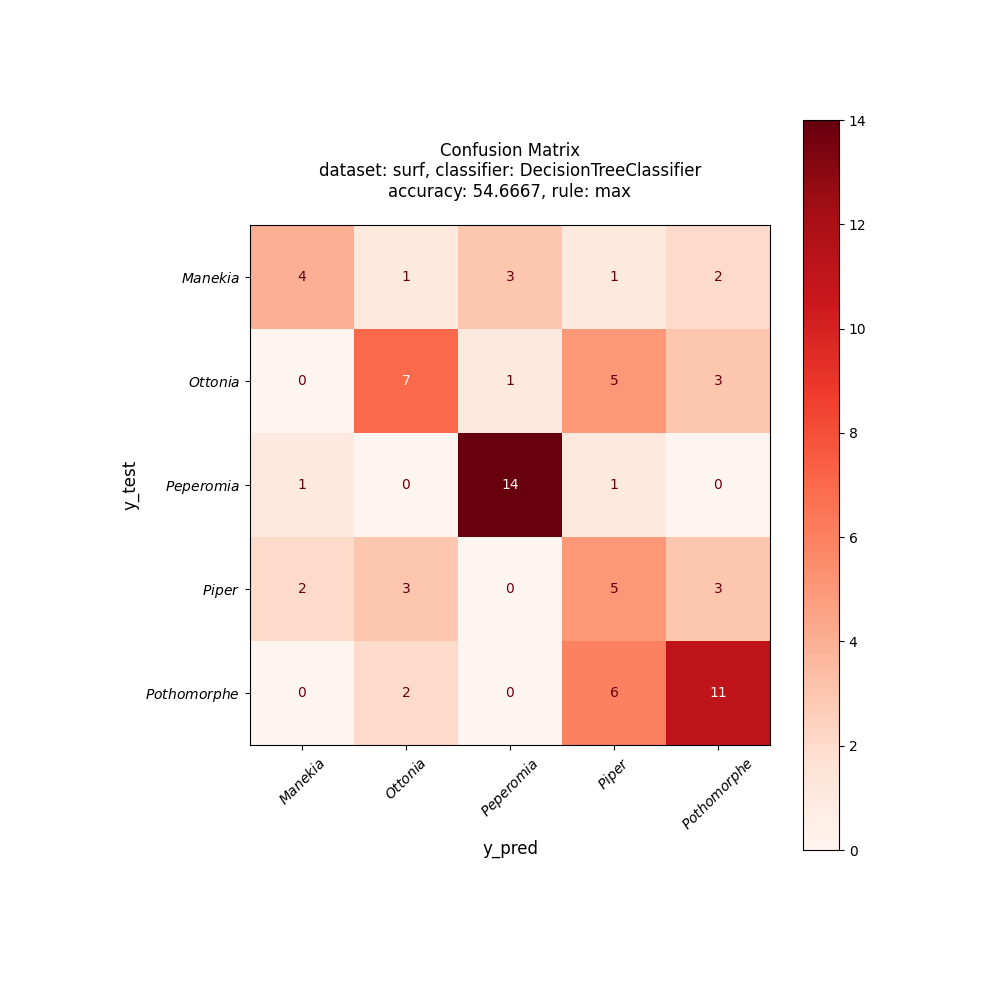 Confusion Matrix
dataset: surf, classifier: DecisionTreeClassifier
accuracy: 54.6667, rule: max
y_test
Manekia 4 1 3 1 2
Ottonia 0 7 1 5 3
Peperomia 1 0 14 1 0
Piper 2 3 0 5 3
Pothomorphe 0 2 0 6 11
Manekia Ottonia Peperomia Piper Pothomorphe
y_pred
14
12
10
8
6
4
2
0